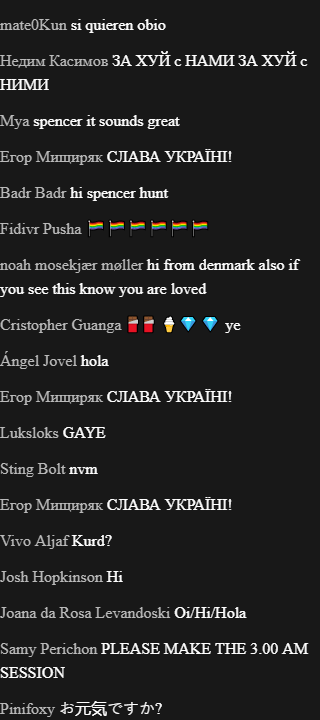 mate0Kun si quieren obio
Недим Касимов ЗА ХУЙ с НАМИ ЗА ХУЙ с
НИМИ
Mya spencer it sounds great
Егор Мищиряк СЛАВА УКРАЇНІ!
Badr Badr hi spencer hunt
Fidivr Pusha 🏳️‍🌈🏳️‍🌈🏳️‍🌈🏳️‍🌈🏳️‍🌈🏳️‍🌈
noah mosekjær møller hi from denmark also if
you see this know you are loved
Cristopher Guanga 🍫🍫🍦💎💎 ye
Ángel Jovel hola
Егор Мищиряк СЛАВА УКРАЇНІ!
Luksloks GAYE
Sting Bolt nvm
Егор Мищиряк СЛАВА УКРАЇНІ!
Vivo Aljaf Kurd?
Josh Hopkinson Hi
Joana da Rosa Levandoski Oi/Hi/Hola
Samy Perichon PLEASE MAKE THE 3.00 AM
SESSION
Pinifoxy お元気ですか?